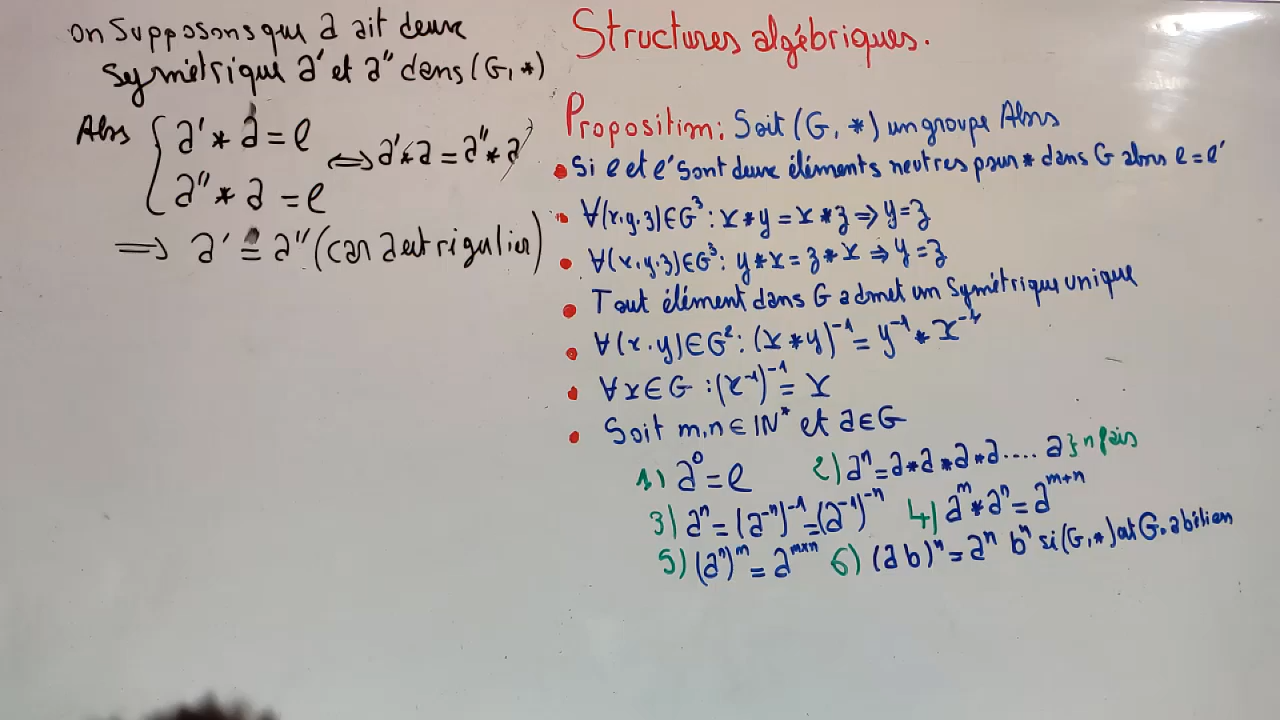 on Supposons que a ait deux
Symétrique a' et a'' dans (G, *)
Alors { a' * a = e
a'' * a = e
⟺ a' * a = a'' * a
⟹ a' = a'' (car a est régulier)
Structures algébriques.
Proposition: Soit (G, *) un groupe Alors
• Si e et e' sont deux éléments neutres pour * dans G alors e = e'
• ∀(x,y,z)∈G³: x * y = x * z ⇒ y = z
• ∀(x,y,z)∈G³: y * x = z * x ⇒ y = z
• Tout élément dans G admet un Symétrique unique
• ∀(x,y)∈G²: (x * y)⁻¹ = y⁻¹ * x⁻¹
• ∀x∈G : (x⁻¹)⁻¹ = x
• Soit m,n ∈ IN* et a∈G
1) a⁰ = e 2) aⁿ = a*a*a*a.... a } n fois
3) aⁿ = (a⁻ⁿ)⁻¹ = (a⁻¹)⁻ⁿ 4) aᵐ * aⁿ = aᵐ⁺ⁿ
5) (aⁿ)ᵐ = aᵐˣⁿ 6) (ab)ⁿ = aⁿ bⁿ si (G,*) est G. abélien